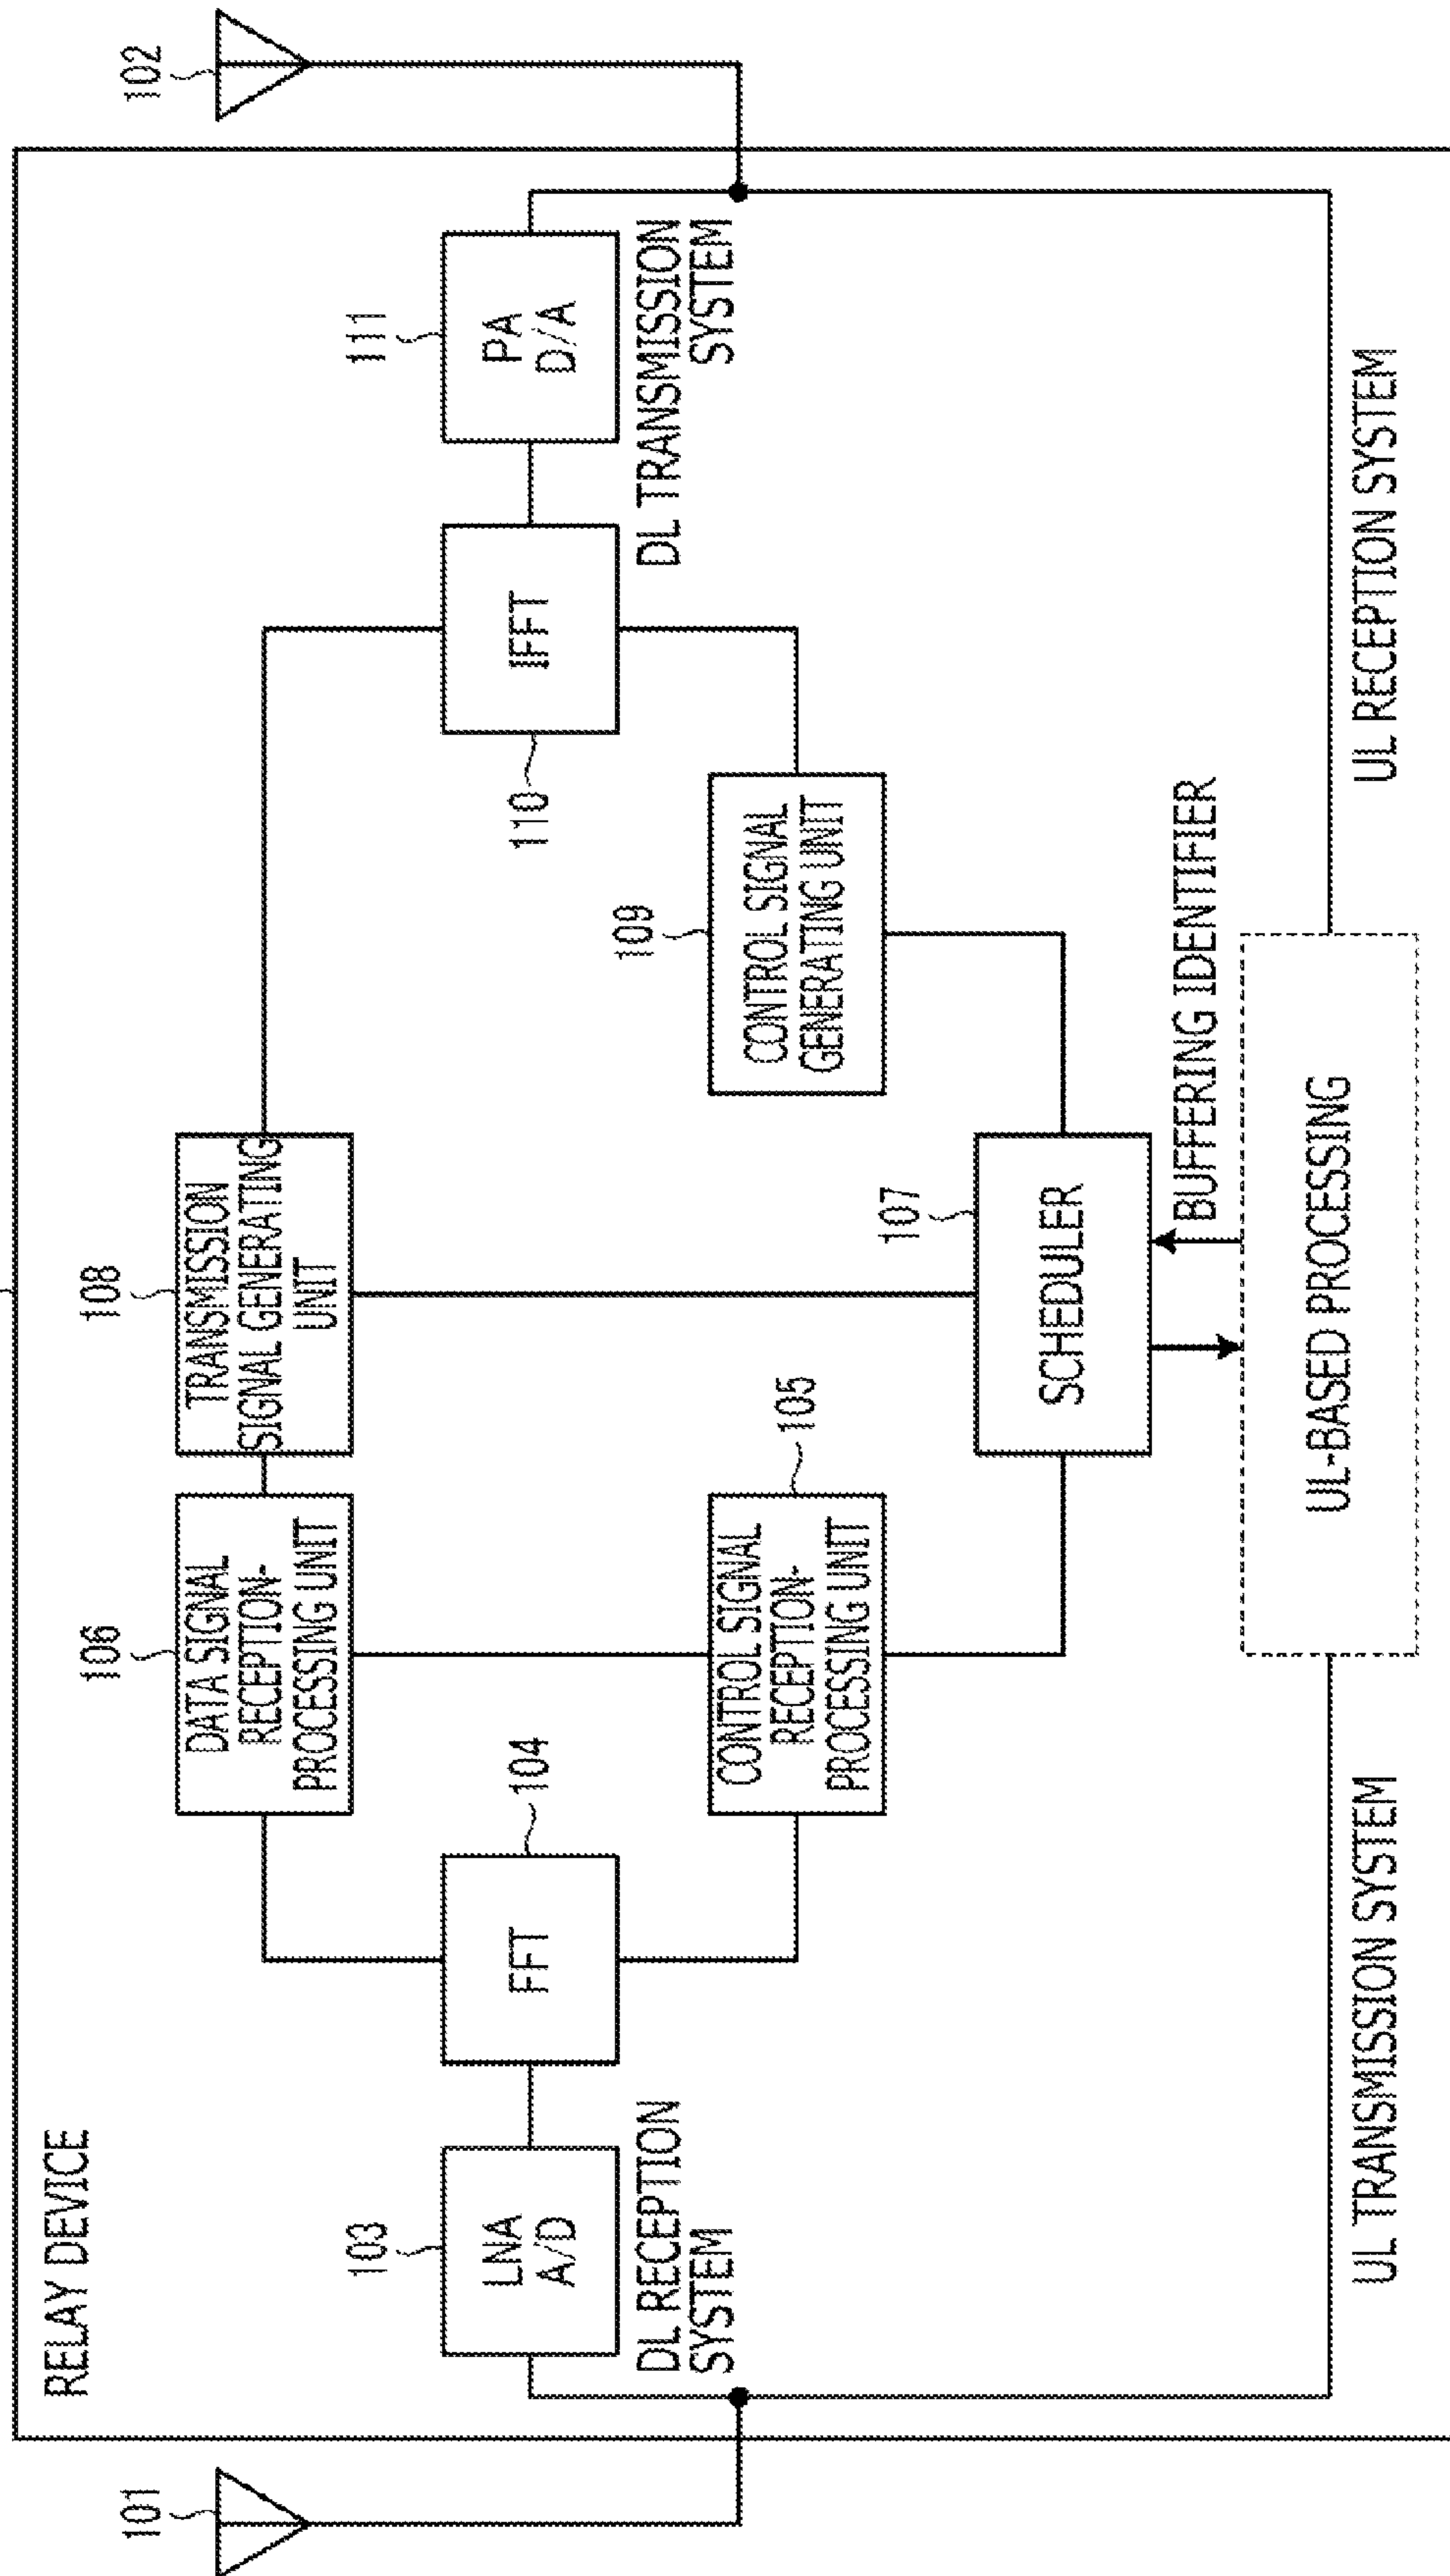 RELAY DEVICE
101
102
103
LNA
A/D
DL RECEPTION
SYSTEM
104
FFT
106
DATA SIGNAL
RECEPTION-
PROCESSING UNIT
105
CONTROL SIGNAL
RECEPTION-
PROCESSING UNIT
108
TRANSMISSION
SIGNAL GENERATING
UNIT
107
SCHEDULER
109
CONTROL SIGNAL
GENERATING UNIT
110
IFFT
111
PA
D/A
DL TRANSMISSION
SYSTEM
BUFFERING IDENTIFIER
UL-BASED PROCESSING
UL TRANSMISSION SYSTEM
UL RECEPTION SYSTEM